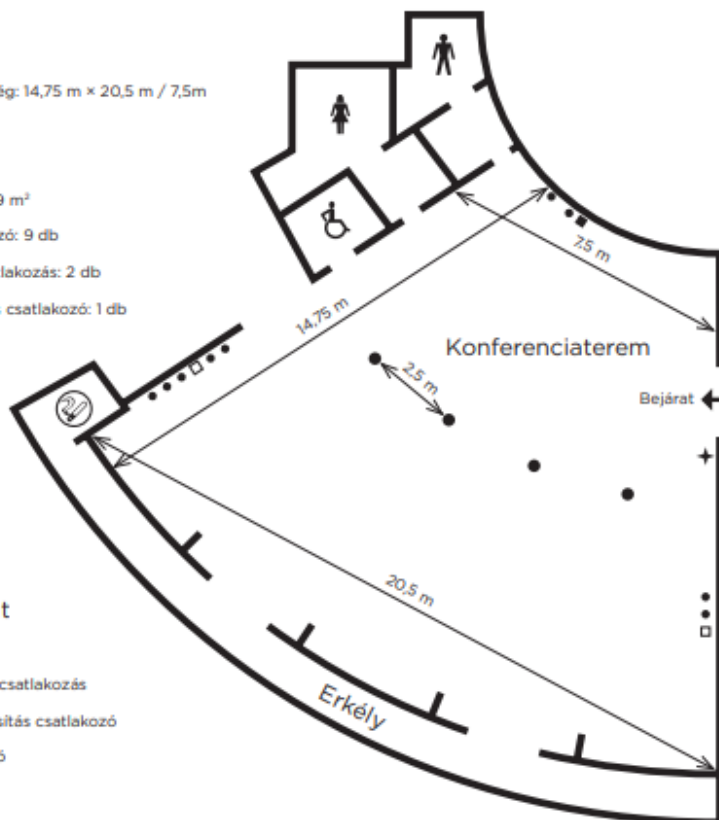 ég: 14,75 m × 20,5 m / 7,5m
9 m²
zó: 9 db
lakozás: 2 db
s csatlakozó: 1 db
7,5 m
14,75 m
Konferenciaterem
2,5 m
Bejárat
20,5 m
t
csatlakozás
Erkély
sítás csatlakozó
ó